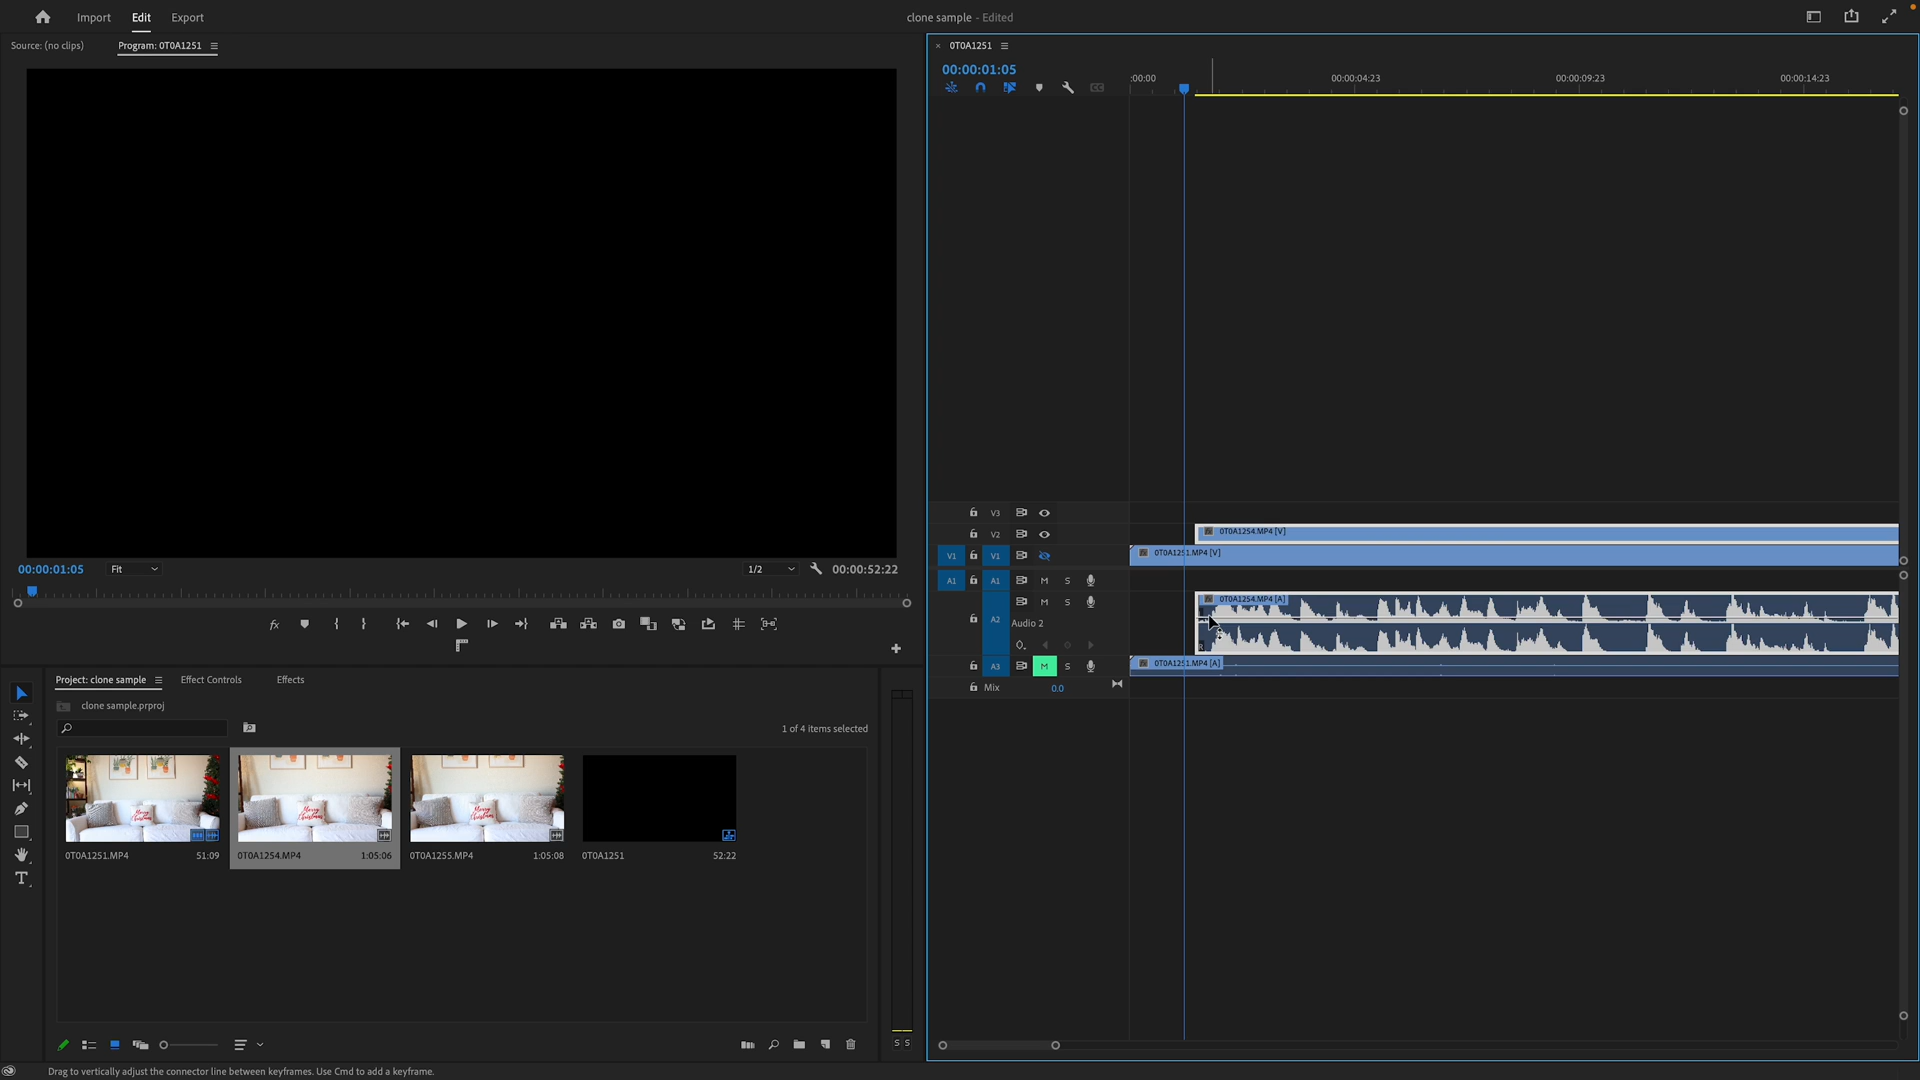 Import Edit Export
clone sample - Edited
Source: (no clips) Program: 0T0A1251
00:00:01:05 Fit 1/2 00:00:52:22
fx
Project: clone sample Effect Controls Effects
clone sample.prproj
1 of 4 items selected
0T0A1251.MP4 51:09
0T0A1254.MP4 1:05:06
0T0A1255.MP4 1:05:08
0T0A1251 52:22
T
S S
× 0T0A1251
00:00:01:05
:00:00 00:00:04:23 00:00:09:23 00:00:14:23
V3
V2 0T0A1254.MP4 [V]
V1 V1 0T0A1251.MP4 [V]
A1 A1 M S
A2 M S 0T0A1254.MP4 [A]
Audio 2
R
A3 M S 0T0A1251.MP4 [A]
Mix 0.0
Drag to vertically adjust the connector line between keyframes. Use Cmd to add a keyframe.